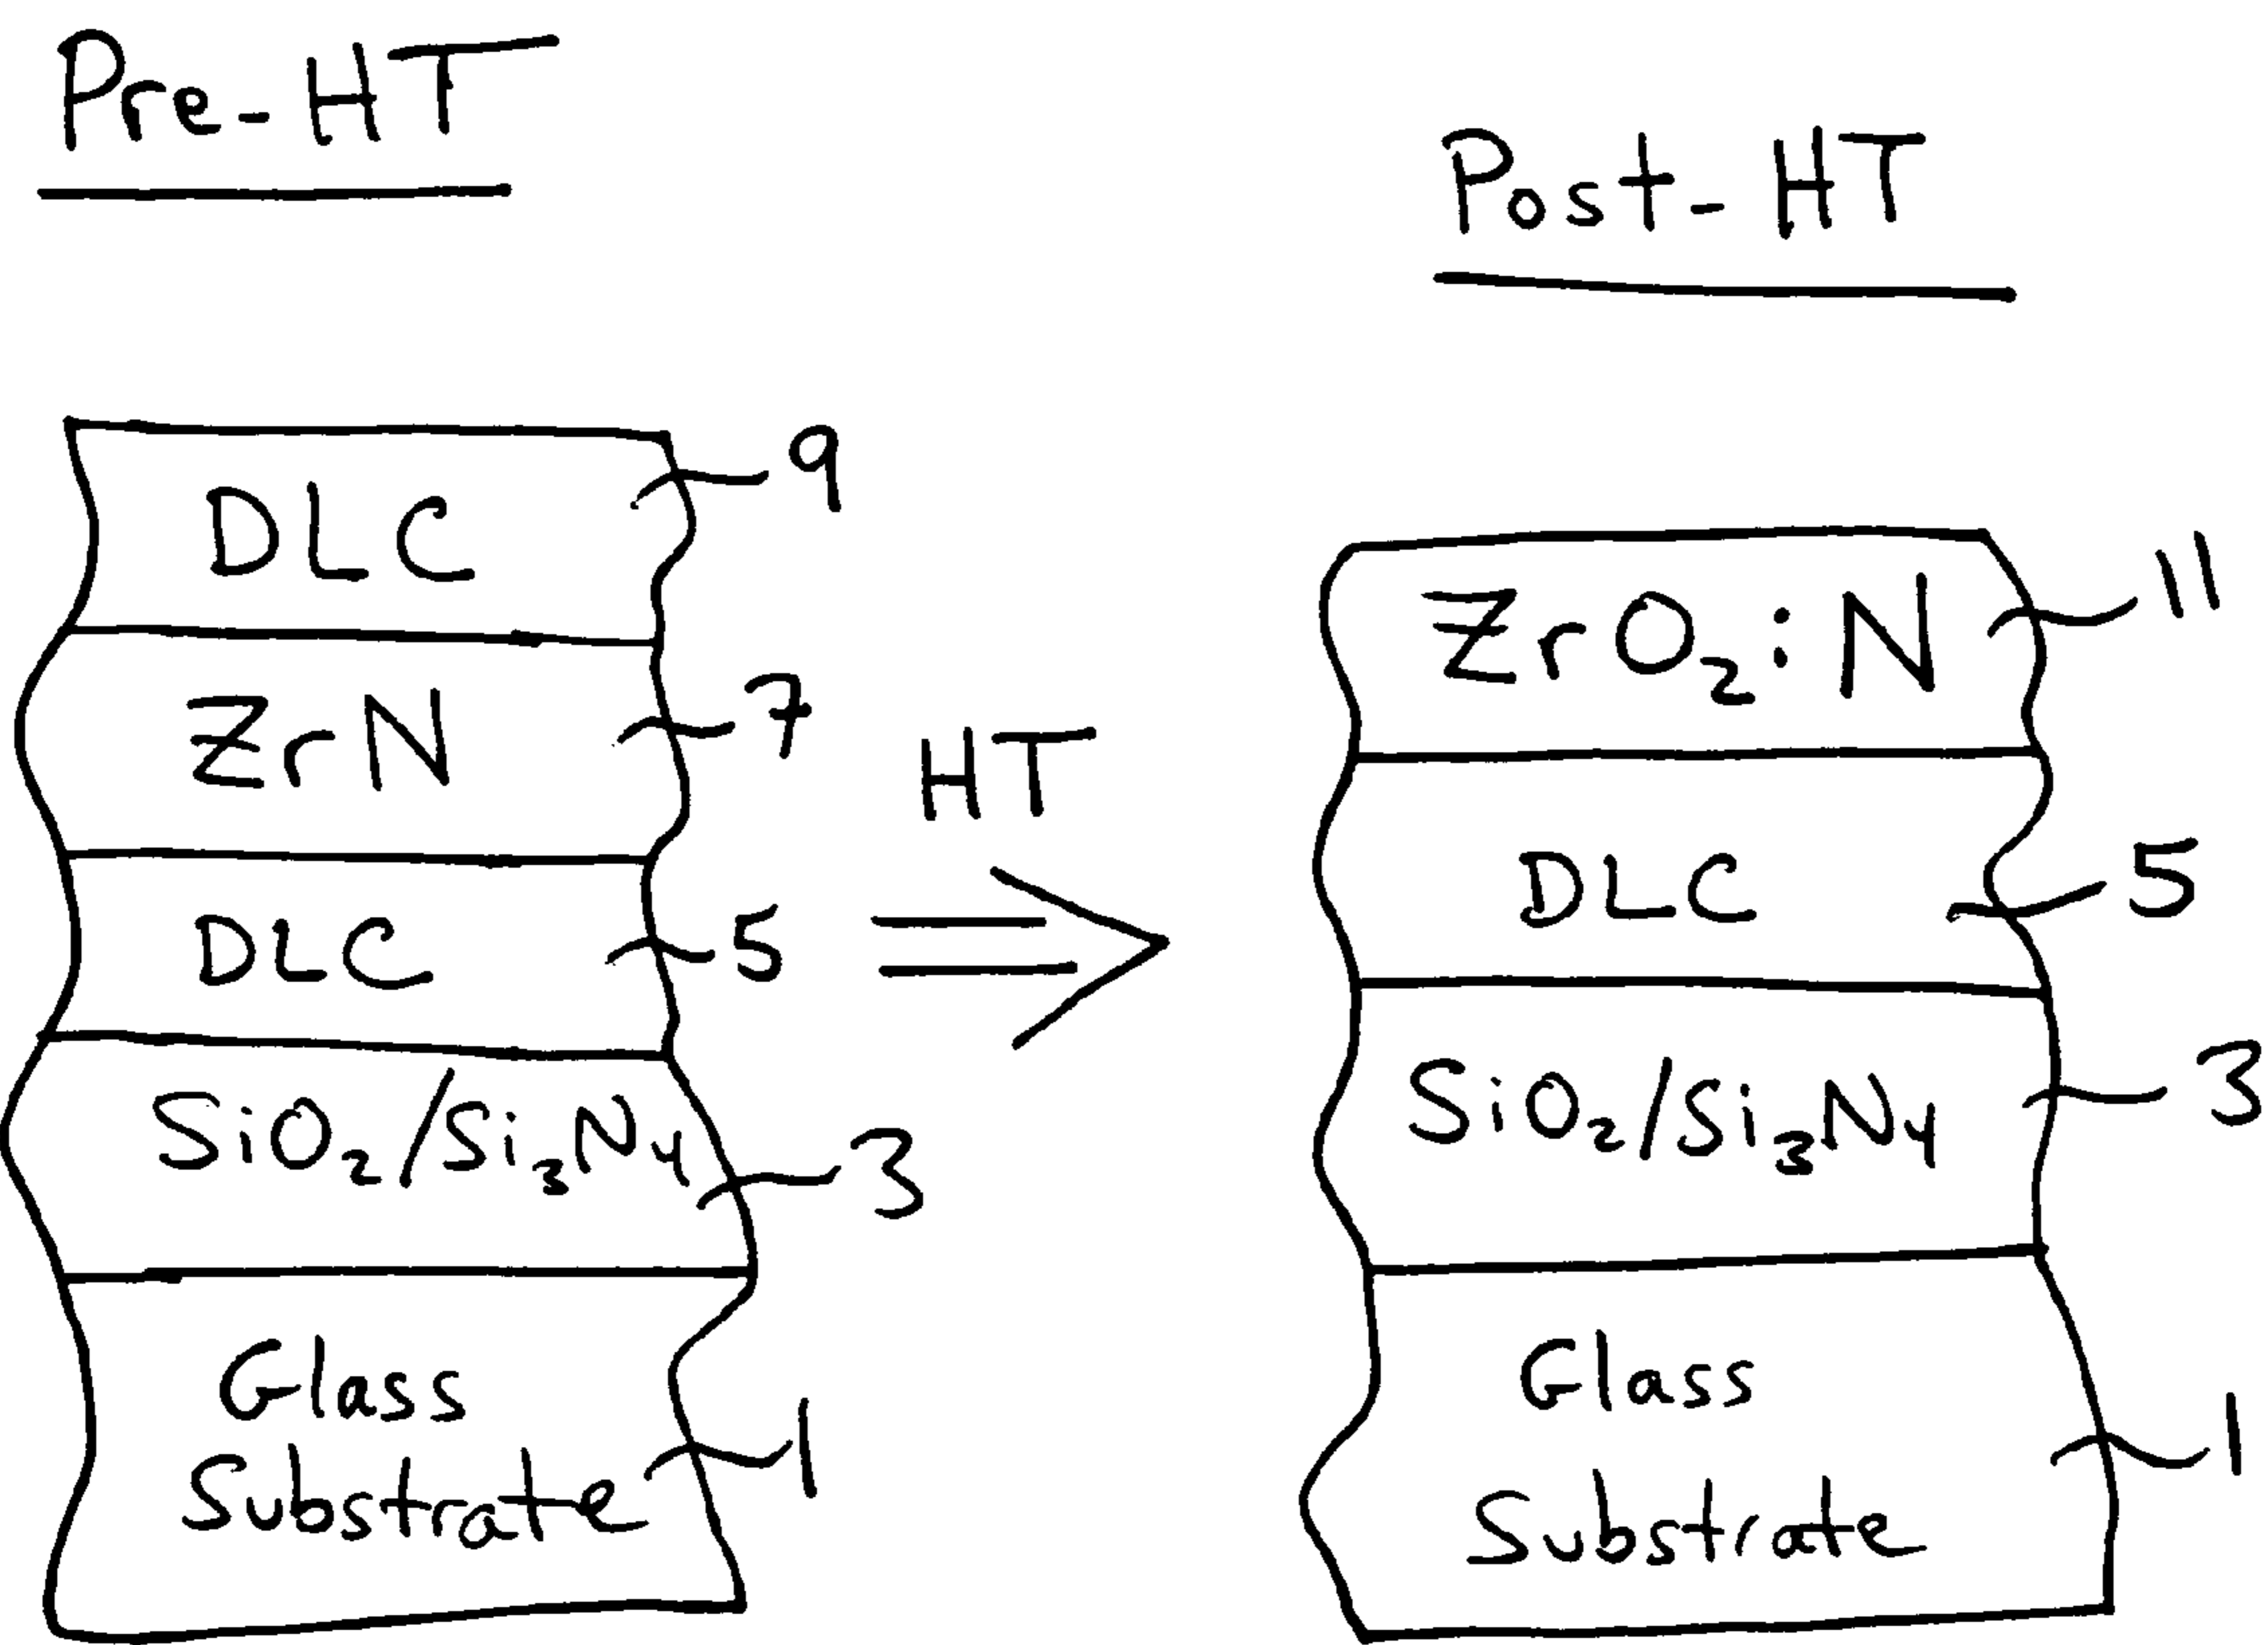 Pre-HT
DLC
9
ZrN
7
DLC
5
SiO₂/Si₃N₄
3
Glass
Substrate
1
HT
Post-HT
ZrO₂:N
11
DLC
5
SiO₂/Si₃N₄
3
Glass
Substrate
1